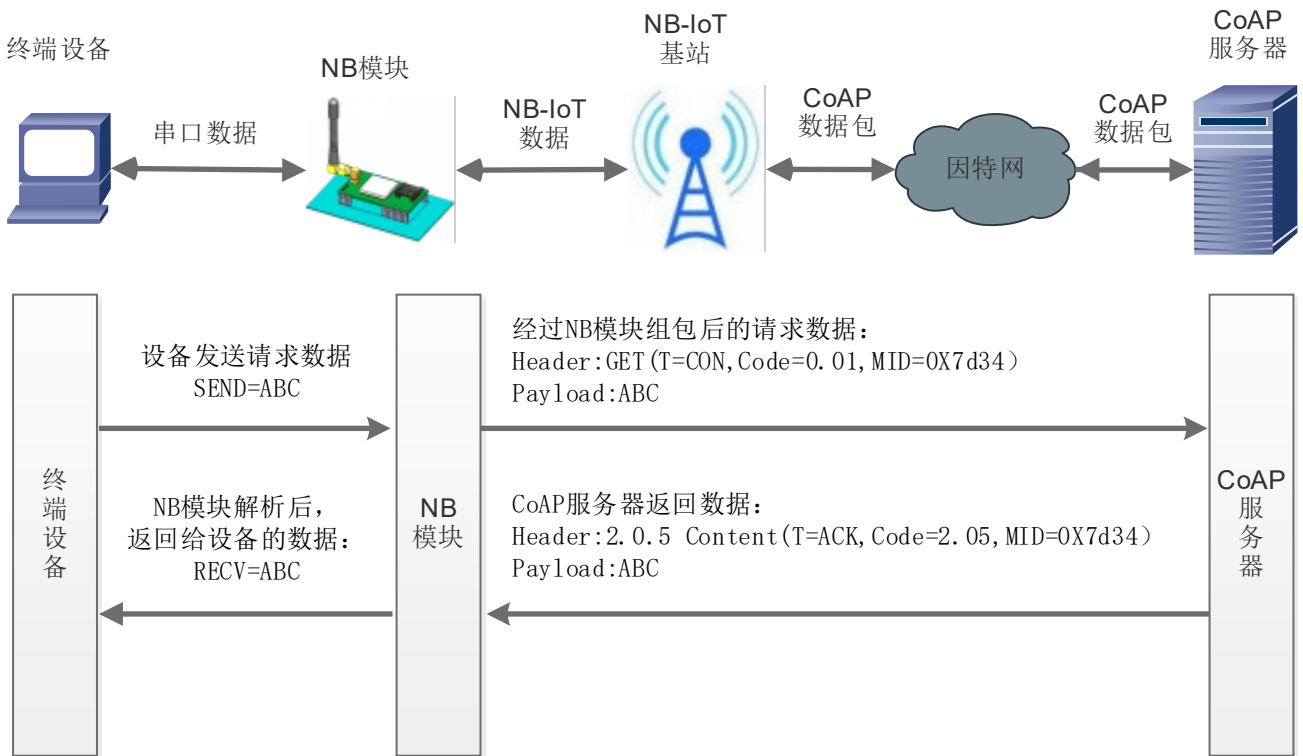 终端设备
NB模块
NB-IoT
基站
CoAP
服务器
串口数据
NB-IoT
数据
CoAP
数据包
因特网
CoAP
数据包
设备发送请求数据
SEND=ABC
经过NB模块组包后的请求数据：
Header:GET(T=CON,Code=0.01,MID=0X7d34)
Payload:ABC
终端设备
NB模块解析后，
返回给设备的数据：
RECV=ABC
NB
模块
CoAP服务器返回数据：
Header:2.0.5 Content(T=ACK,Code=2.05,MID=0X7d34)
Payload:ABC
CoAP
服务器